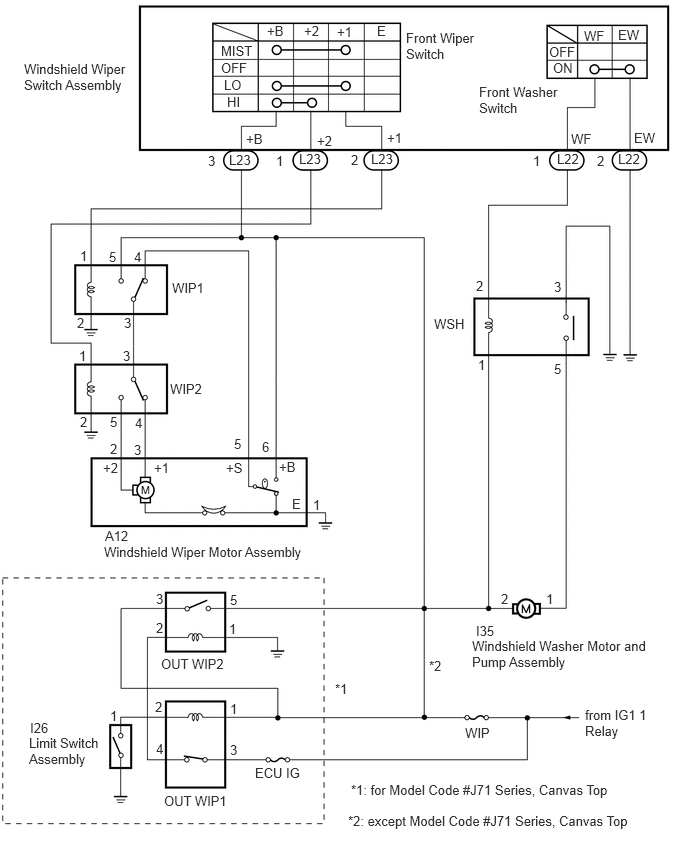 +B +2 +1 E
MIST
OFF
LO
HI
Front Wiper
Switch
WF EW
OFF
ON
Front Washer
Switch
Windshield Wiper
Switch Assembly
+B
+2
+1
WF
EW
3 L23
1 L23
2 L23
1 L22
2 L22
1 5 4
WIP1
2 3
1 3
WIP2
2 5 4
2 3
WSH
1 5
2 3 5 6
+2 +1 +S +B
M
E 1
A12
Windshield Wiper Motor Assembly
3 5
2 1
OUT WIP2
2 M 1
I35
Windshield Washer Motor and
Pump Assembly
*2
*1
I26
Limit Switch
Assembly
1
2 1
4 3
OUT WIP1
ECU IG
WIP
from IG1 1
Relay
*1: for Model Code #J71 Series, Canvas Top
*2: except Model Code #J71 Series, Canvas Top